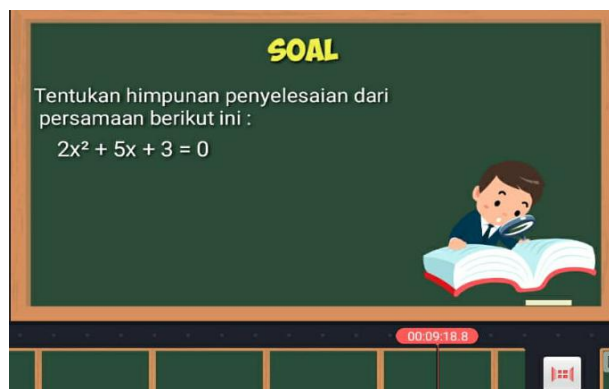 SOAL
Tentukan himpunan penyelesaian dari
persamaan berikut ini :
2x² + 5x + 3 = 0
00:09:18.8